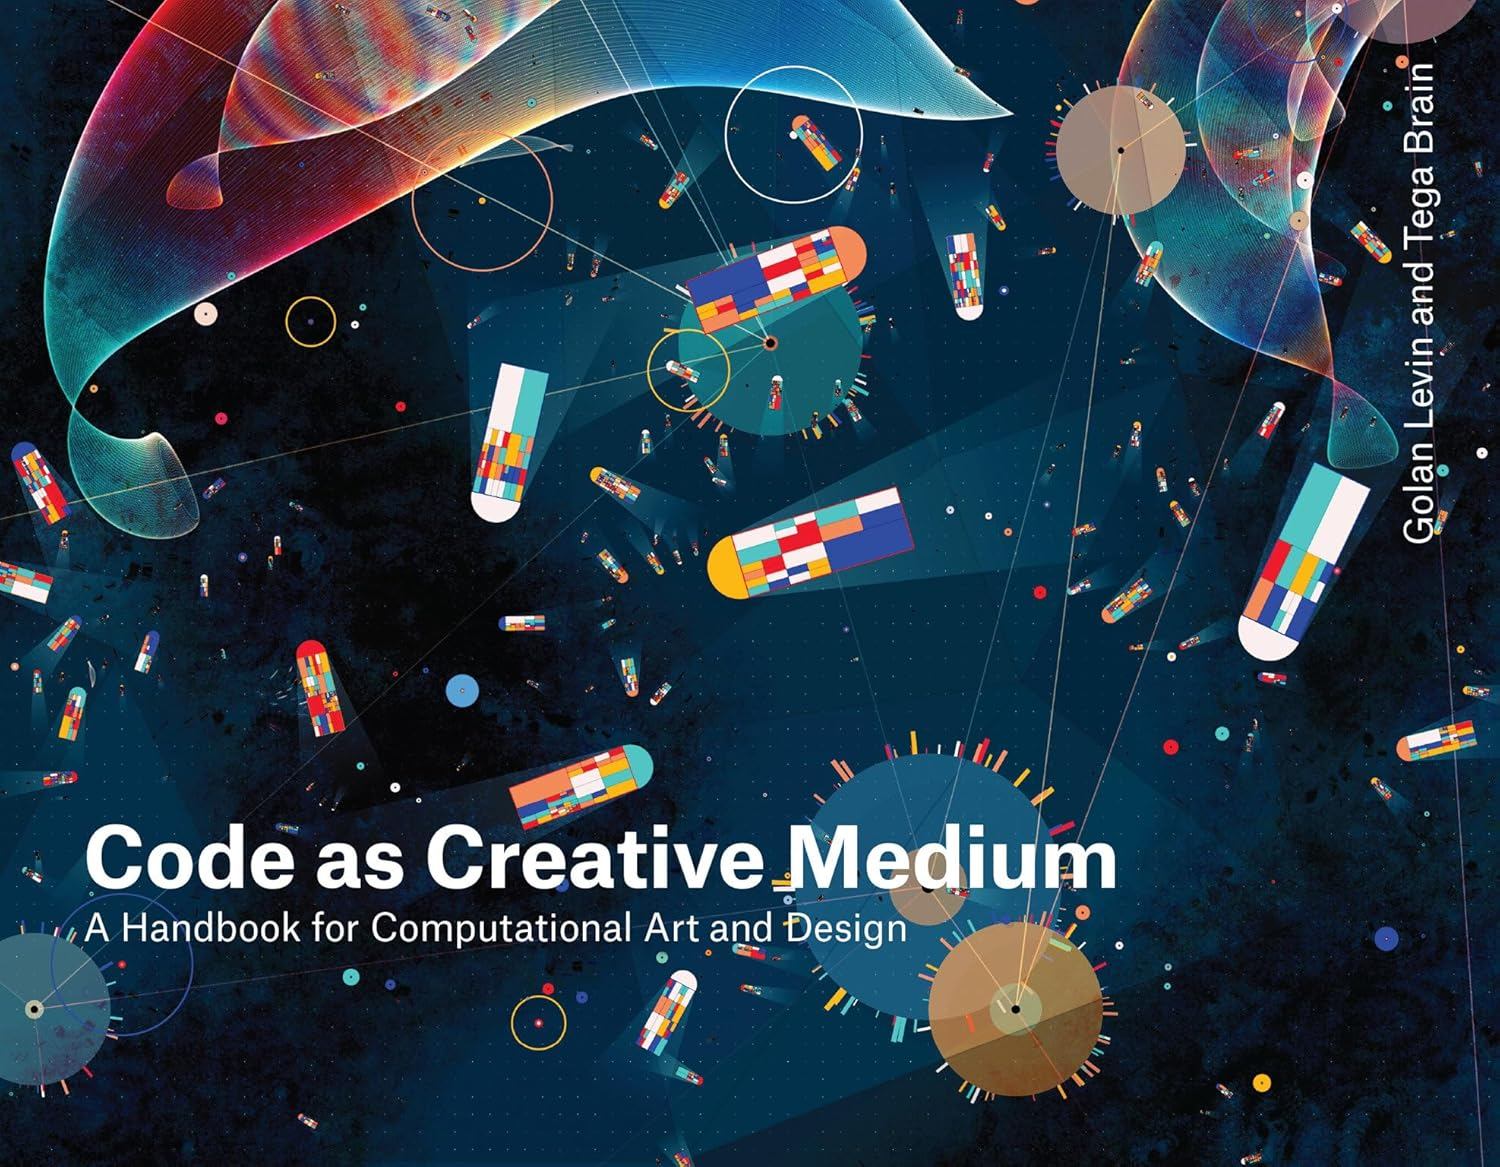 Code as Creative Medium
A Handbook for Computational Art and Design
Golan Levin and Tega Brain